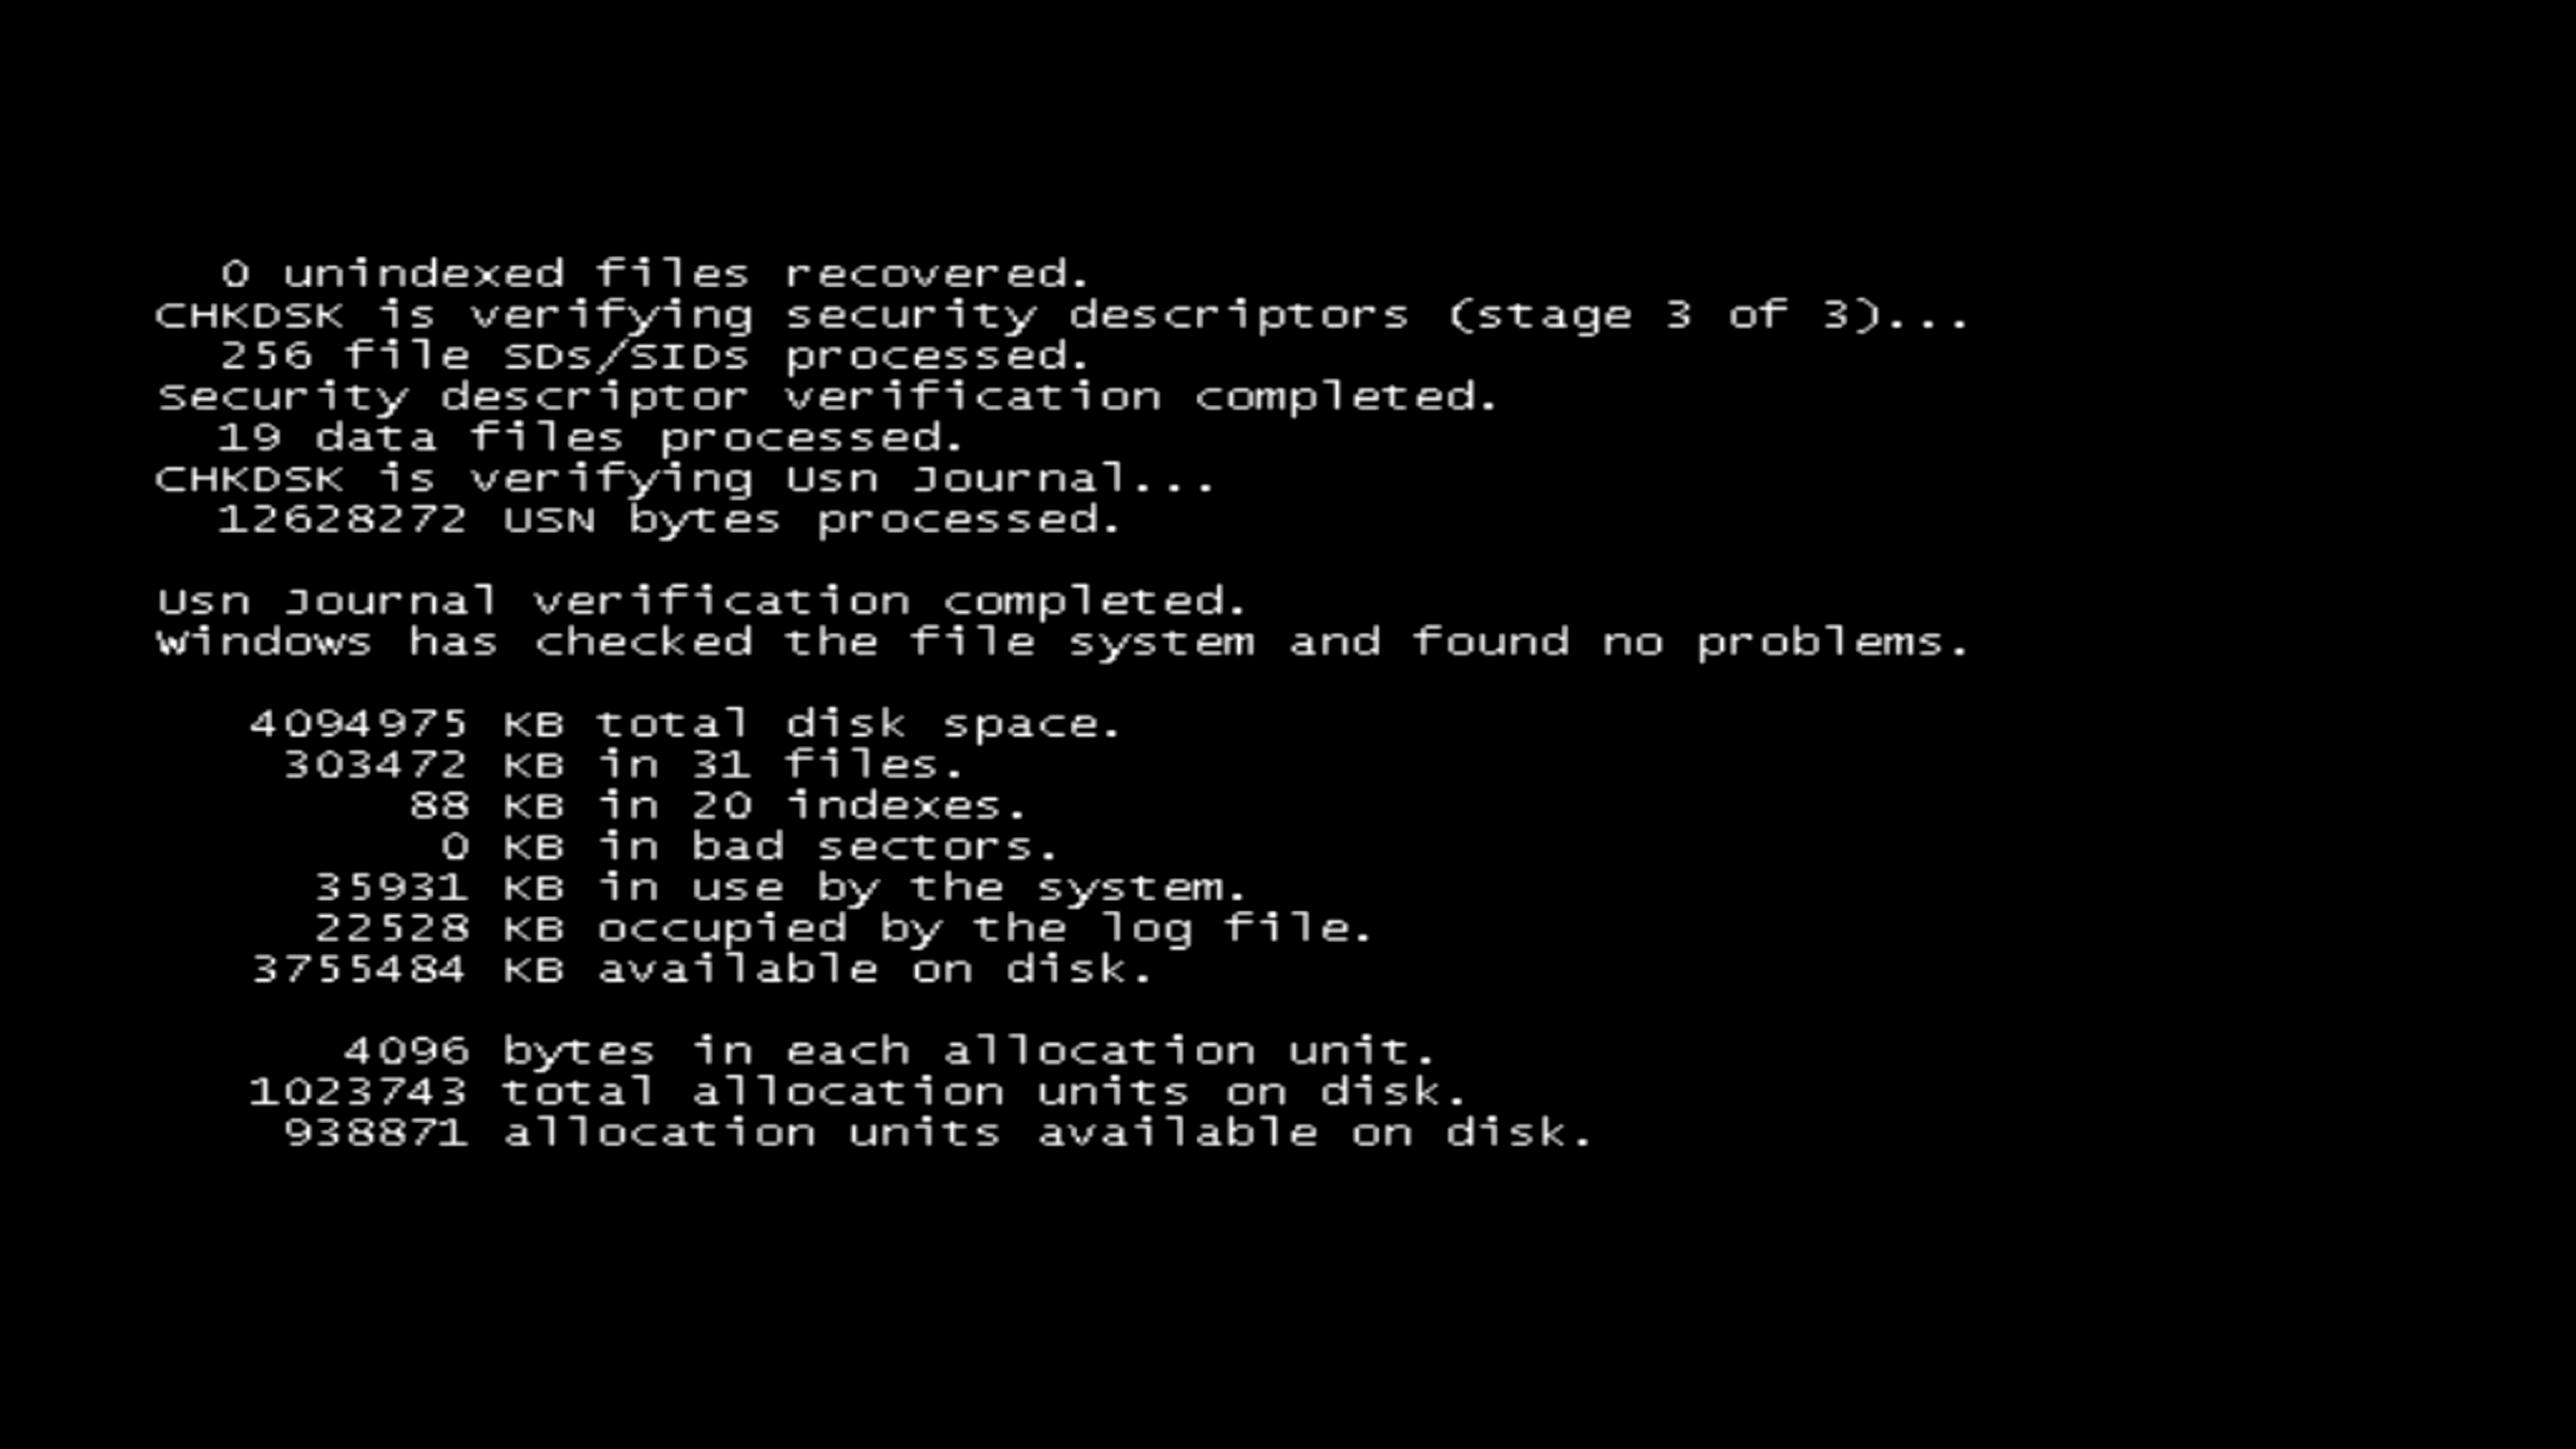 0 unindexed files recovered.
CHKDSK is verifying security descriptors (stage 3 of 3)...
256 file SDs/SIDs processed.
Security descriptor verification completed.
19 data files processed.
CHKDSK is verifying Usn Journal...
12628272 USN bytes processed.
Usn Journal verification completed.
Windows has checked the file system and found no problems.
4094975 KB total disk space.
303472 KB in 31 files.
88 KB in 20 indexes.
0 KB in bad sectors.
35931 KB in use by the system.
22528 KB occupied by the log file.
3755484 KB available on disk.
4096 bytes in each allocation unit.
1023743 total allocation units on disk.
938871 allocation units available on disk.